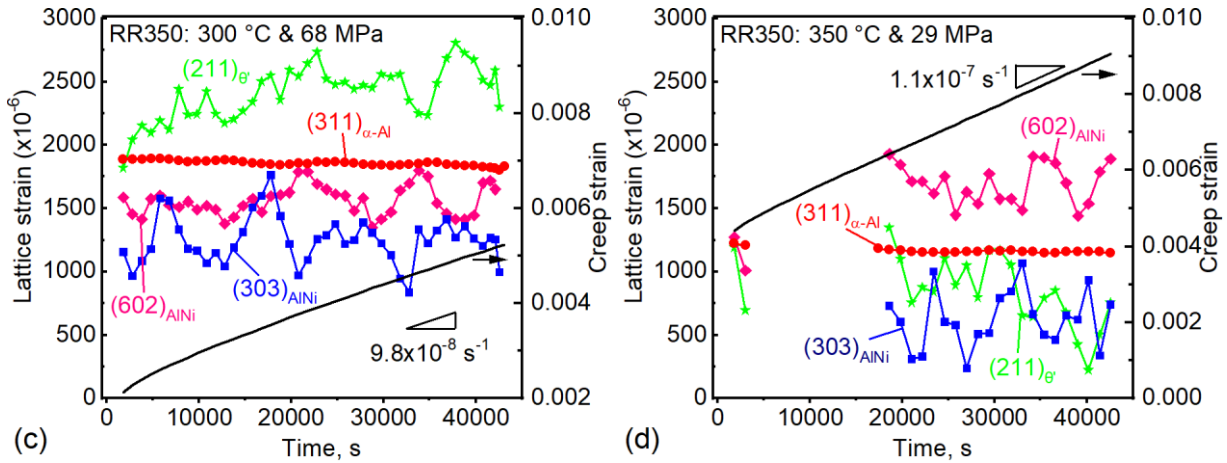 RR350: 300 °C & 68 MPa
(211)θ'
(311)α-Al
(602)AlNi
(303)AlNi
9.8x10⁻⁸ s⁻¹
Lattice strain (x10⁻⁶)
3000
2500
2000
1500
1000
500
0
Creep strain
0.010
0.008
0.006
0.004
0.002
0 10000 20000 30000 40000
Time, s
(c)
RR350: 350 °C & 29 MPa
1.1x10⁻⁷ s⁻¹
(602)AlNi
(311)α-Al
(303)AlNi
(211)θ'
Lattice strain (x10⁻⁶)
3000
2500
2000
1500
1000
500
0
Creep strain
0.010
0.008
0.006
0.004
0.002
0.000
0 10000 20000 30000 40000
Time, s
(d)